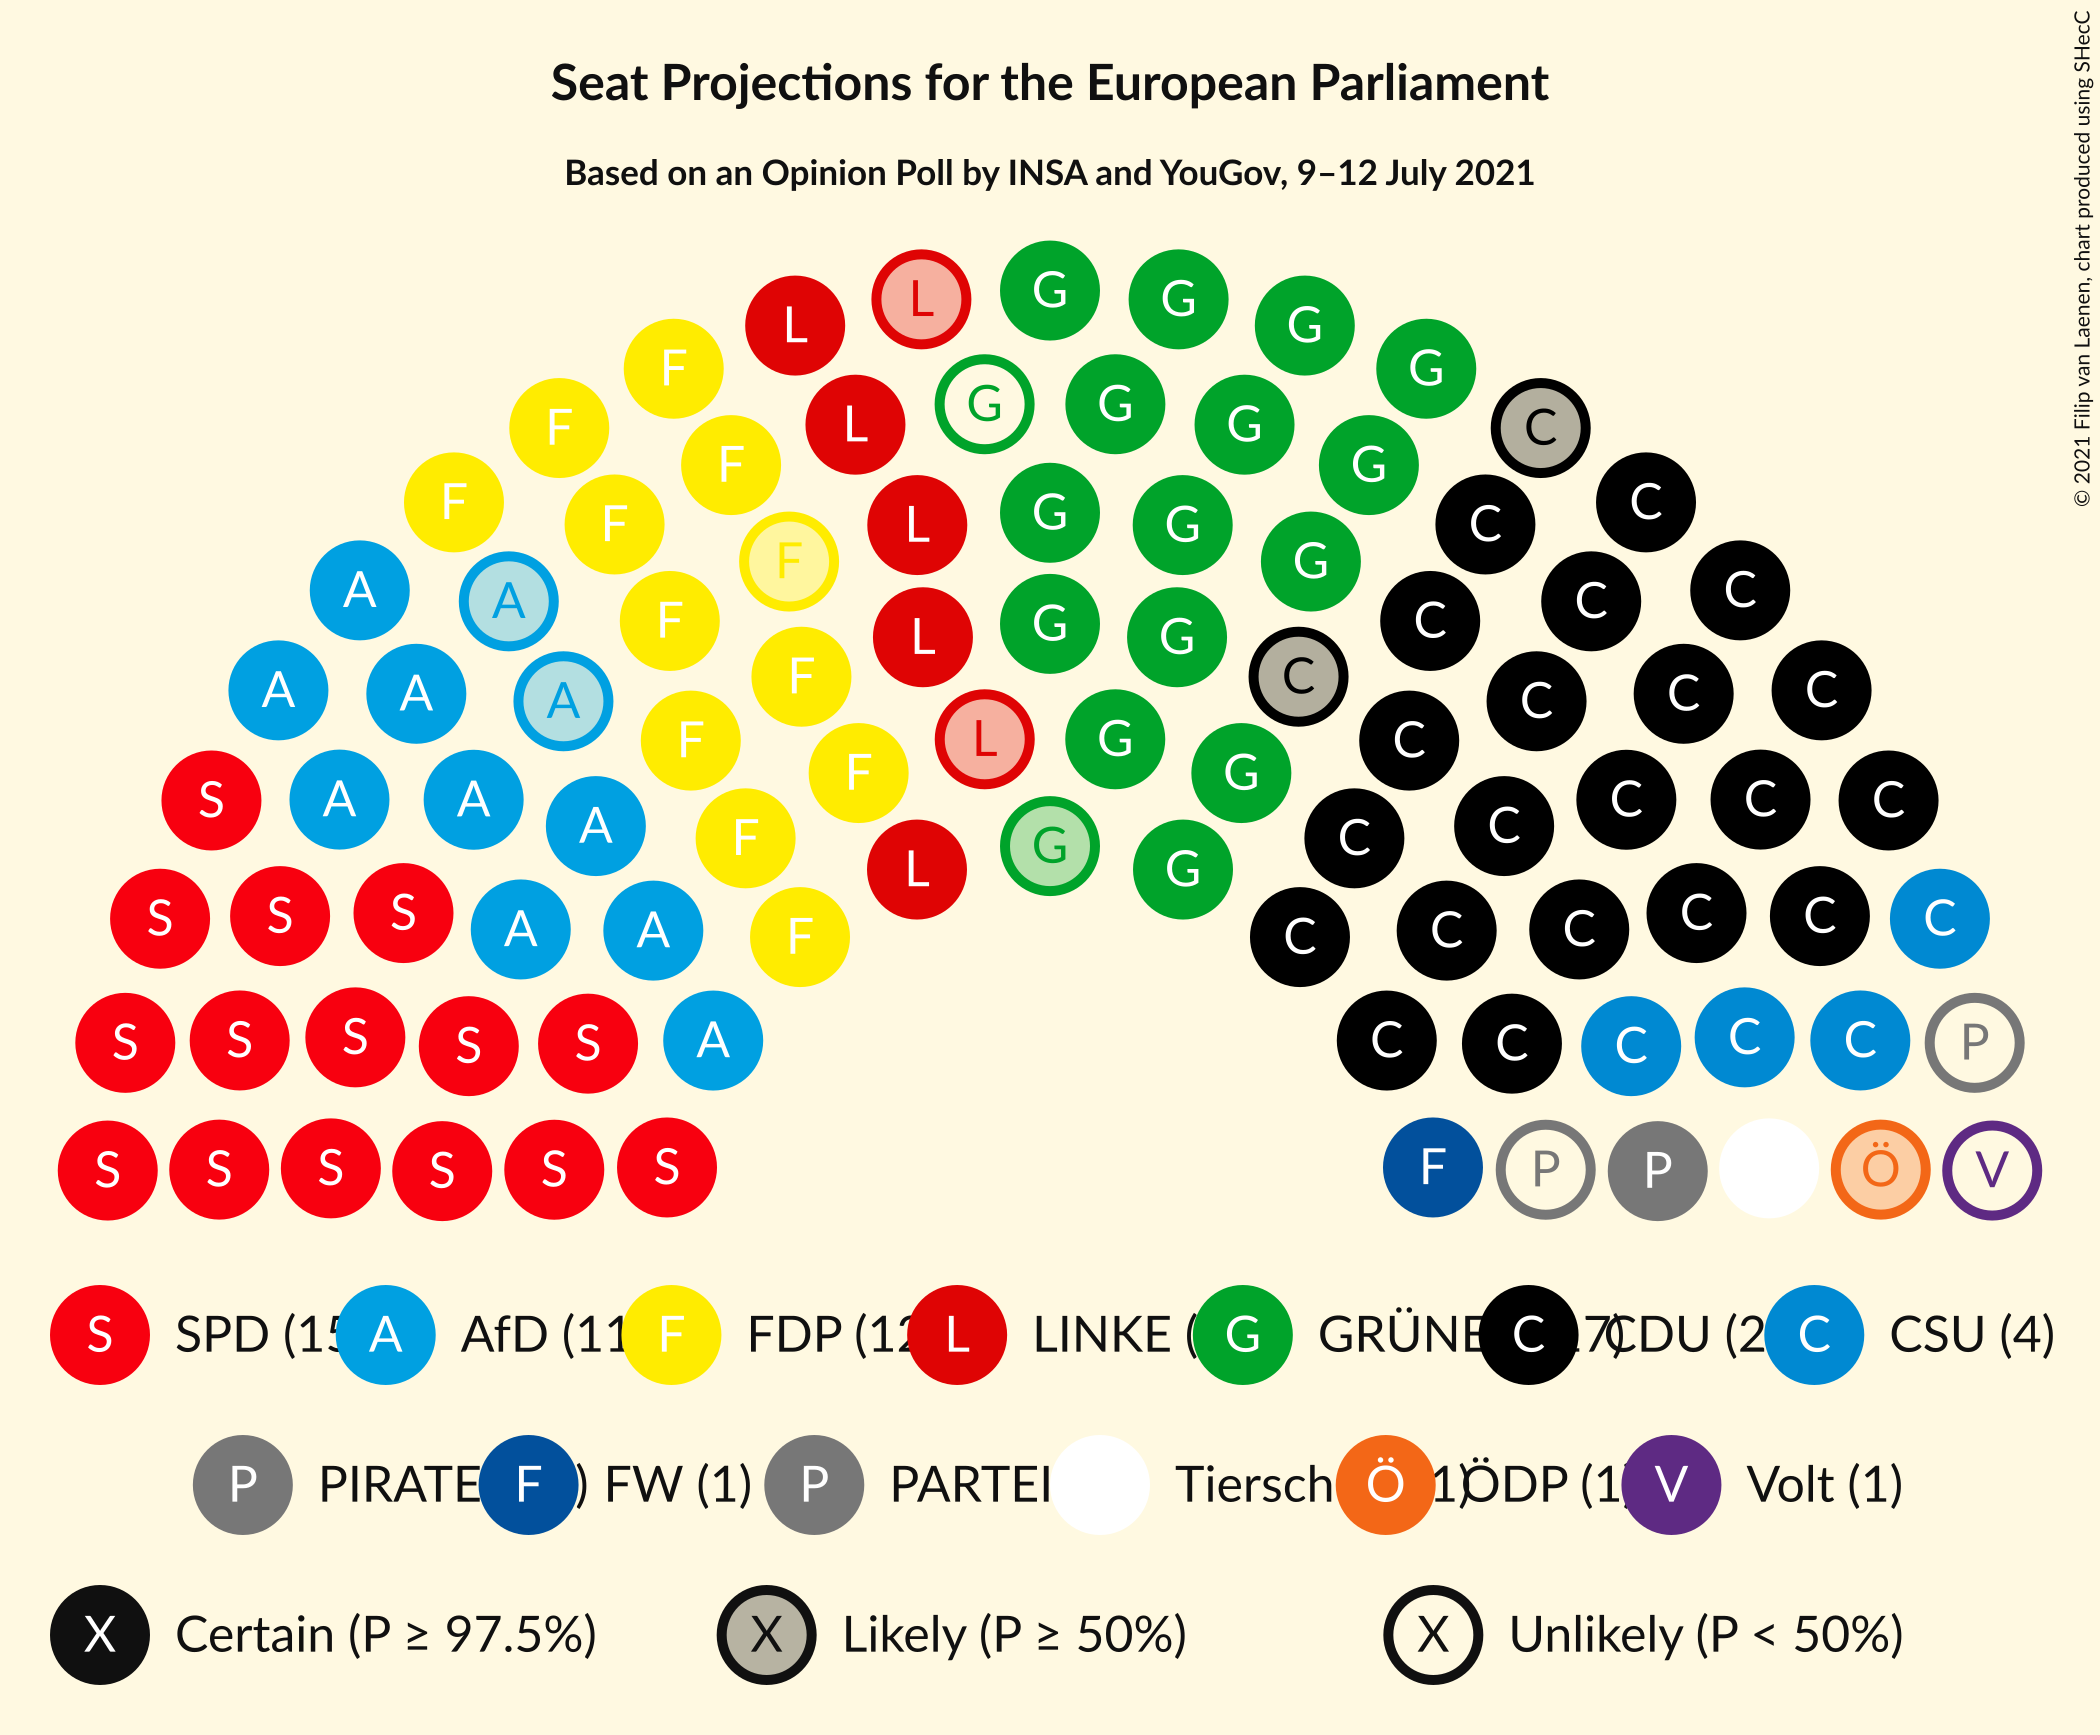 Seat Projections for the European Parliament
Based on an Opinion Poll by INSA and YouGov, 9–12 July 2021
© 2021 Filip van Laenen, chart produced using SHecC
L L G G G
F G
F L G G G C
F G
F F L G G C C
F G
A A F L G G C C C
A A A F C C C C
F F L G G C
S A A A F G C C C C C
L G
S S S A A F C C C C C C
S S S S S A C C C C C P
S S S S S S F P P Ö V
S SPD (15 A AfD (11 F FDP (12 L LINKE ( G GRÜNE C 7) CDU (2 C CSU (4)
P PIRATE F ) FW (1) P PARTEI Tiersch Ö 1) ÖDP (1) V Volt (1)
X Certain (P ≥ 97.5%) X Likely (P ≥ 50%) X Unlikely (P < 50%)